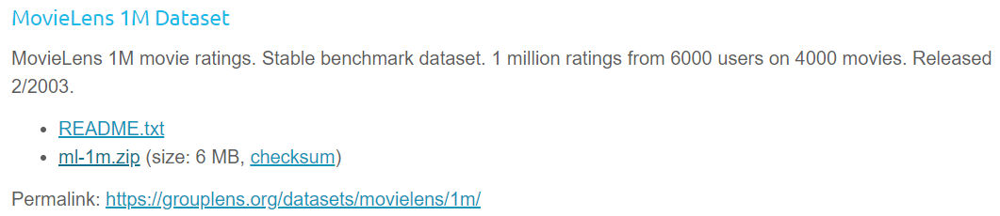 MovieLens 1M Dataset
MovieLens 1M movie ratings. Stable benchmark dataset. 1 million ratings from 6000 users on 4000 movies. Released
2/2003.
• README.txt
• ml-1m.zip (size: 6 MB, checksum)
Permalink: https://grouplens.org/datasets/movielens/1m/